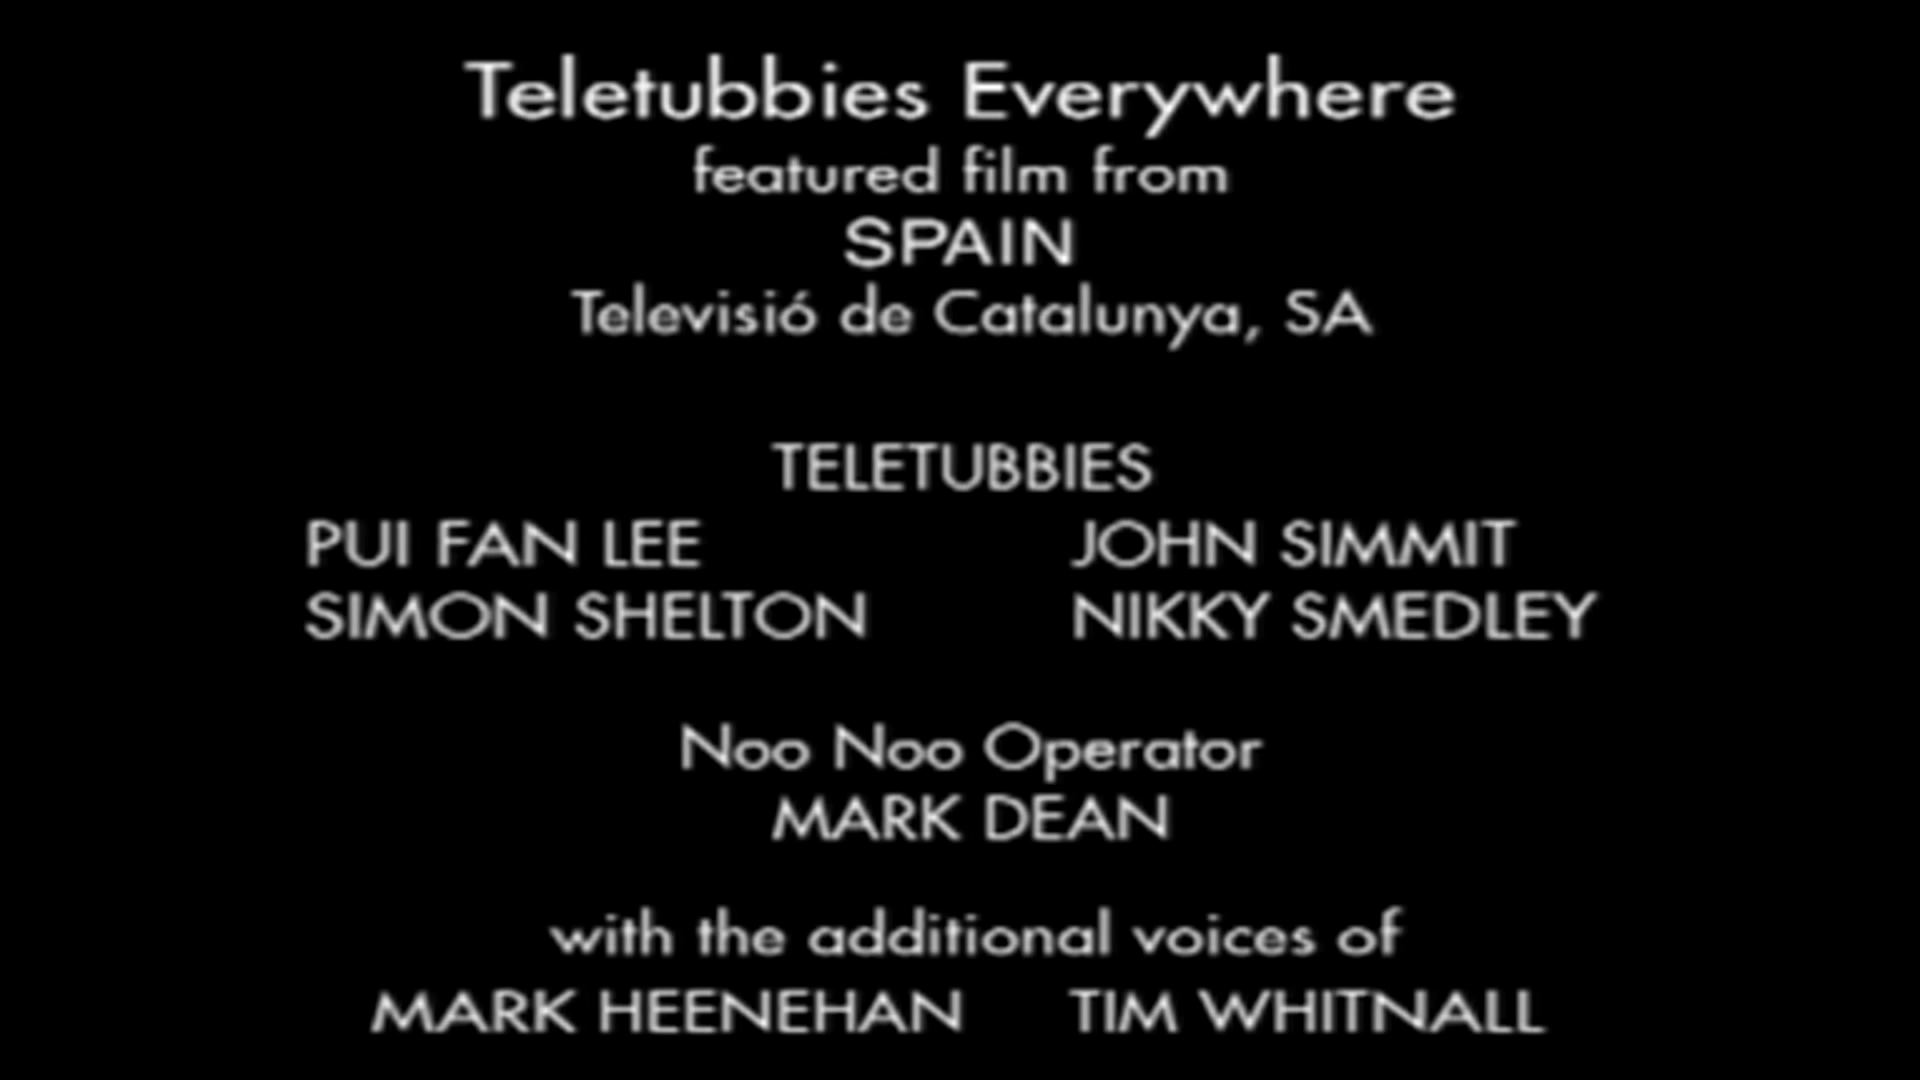 Teletubbies Everywhere
featured film from
SPAIN
Televisió de Catalunya, SA
TELETUBBIES
PUI FAN LEE JOHN SIMMIT
SIMON SHELTON NIKKY SMEDLEY
Noo Noo Operator
MARK DEAN
with the additional voices of
MARK HEENEHAN TIM WHITNALL